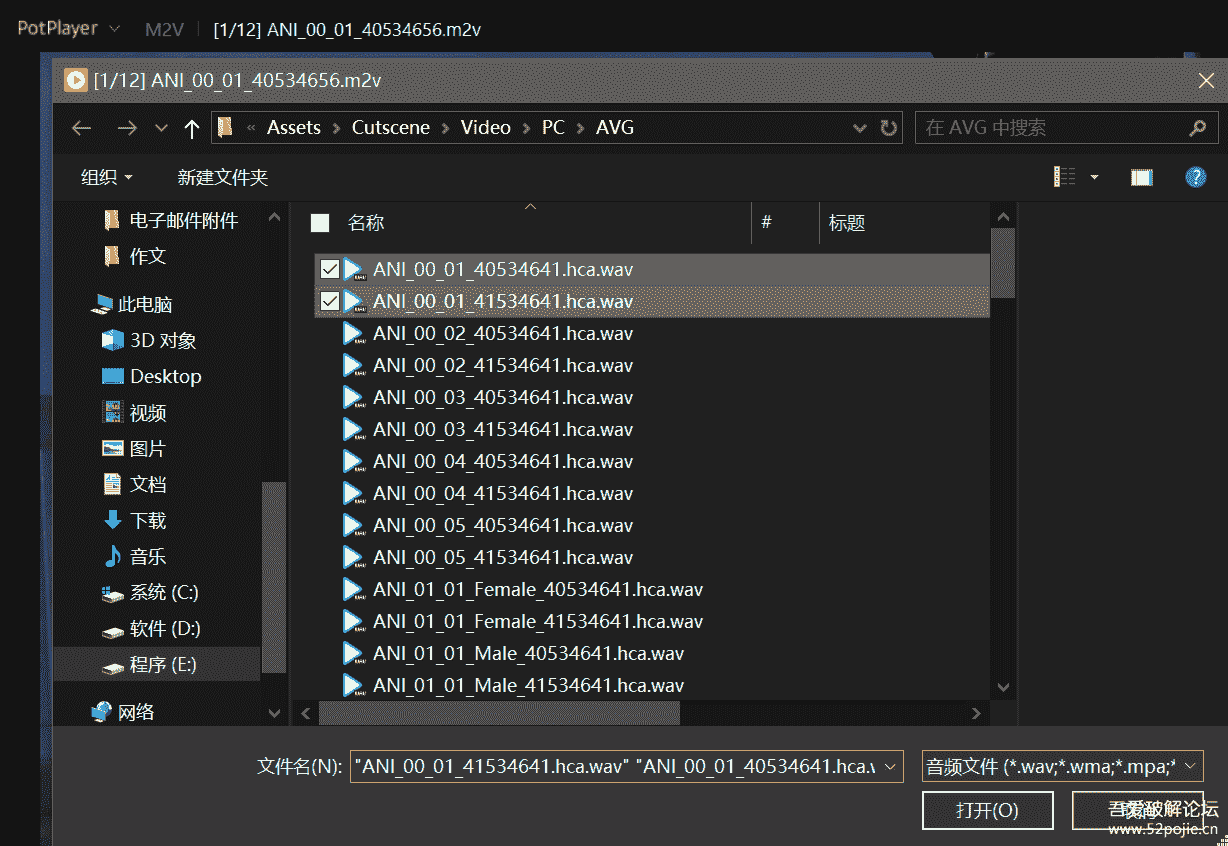 PotPlayer M2V [1/12] ANI_00_01_40534656.m2v
[1/12] ANI_00_01_40534656.m2v
« Assets > Cutscene > Video > PC > AVG
在 AVG 中搜索
组织 新建文件夹
电子邮件附件
作文
此电脑
3D 对象
Desktop
视频
图片
文档
下载
音乐
系统 (C:)
软件 (D:)
程序 (E:)
网络
名称 # 标题
ANI_00_01_40534641.hca.wav
ANI_00_01_41534641.hca.wav
ANI_00_02_40534641.hca.wav
ANI_00_02_41534641.hca.wav
ANI_00_03_40534641.hca.wav
ANI_00_03_41534641.hca.wav
ANI_00_04_40534641.hca.wav
ANI_00_04_41534641.hca.wav
ANI_00_05_40534641.hca.wav
ANI_00_05_41534641.hca.wav
ANI_01_01_Female_40534641.hca.wav
ANI_01_01_Female_41534641.hca.wav
ANI_01_01_Male_40534641.hca.wav
ANI_01_01_Male_41534641.hca.wav
文件名(N): "ANI_00_01_41534641.hca.wav" "ANI_00_01_40534641.hca.v
音频文件 (*.wav;*.wma;*.mpa;*
打开(O)
吾爱破解论坛
www.52pojie.cn